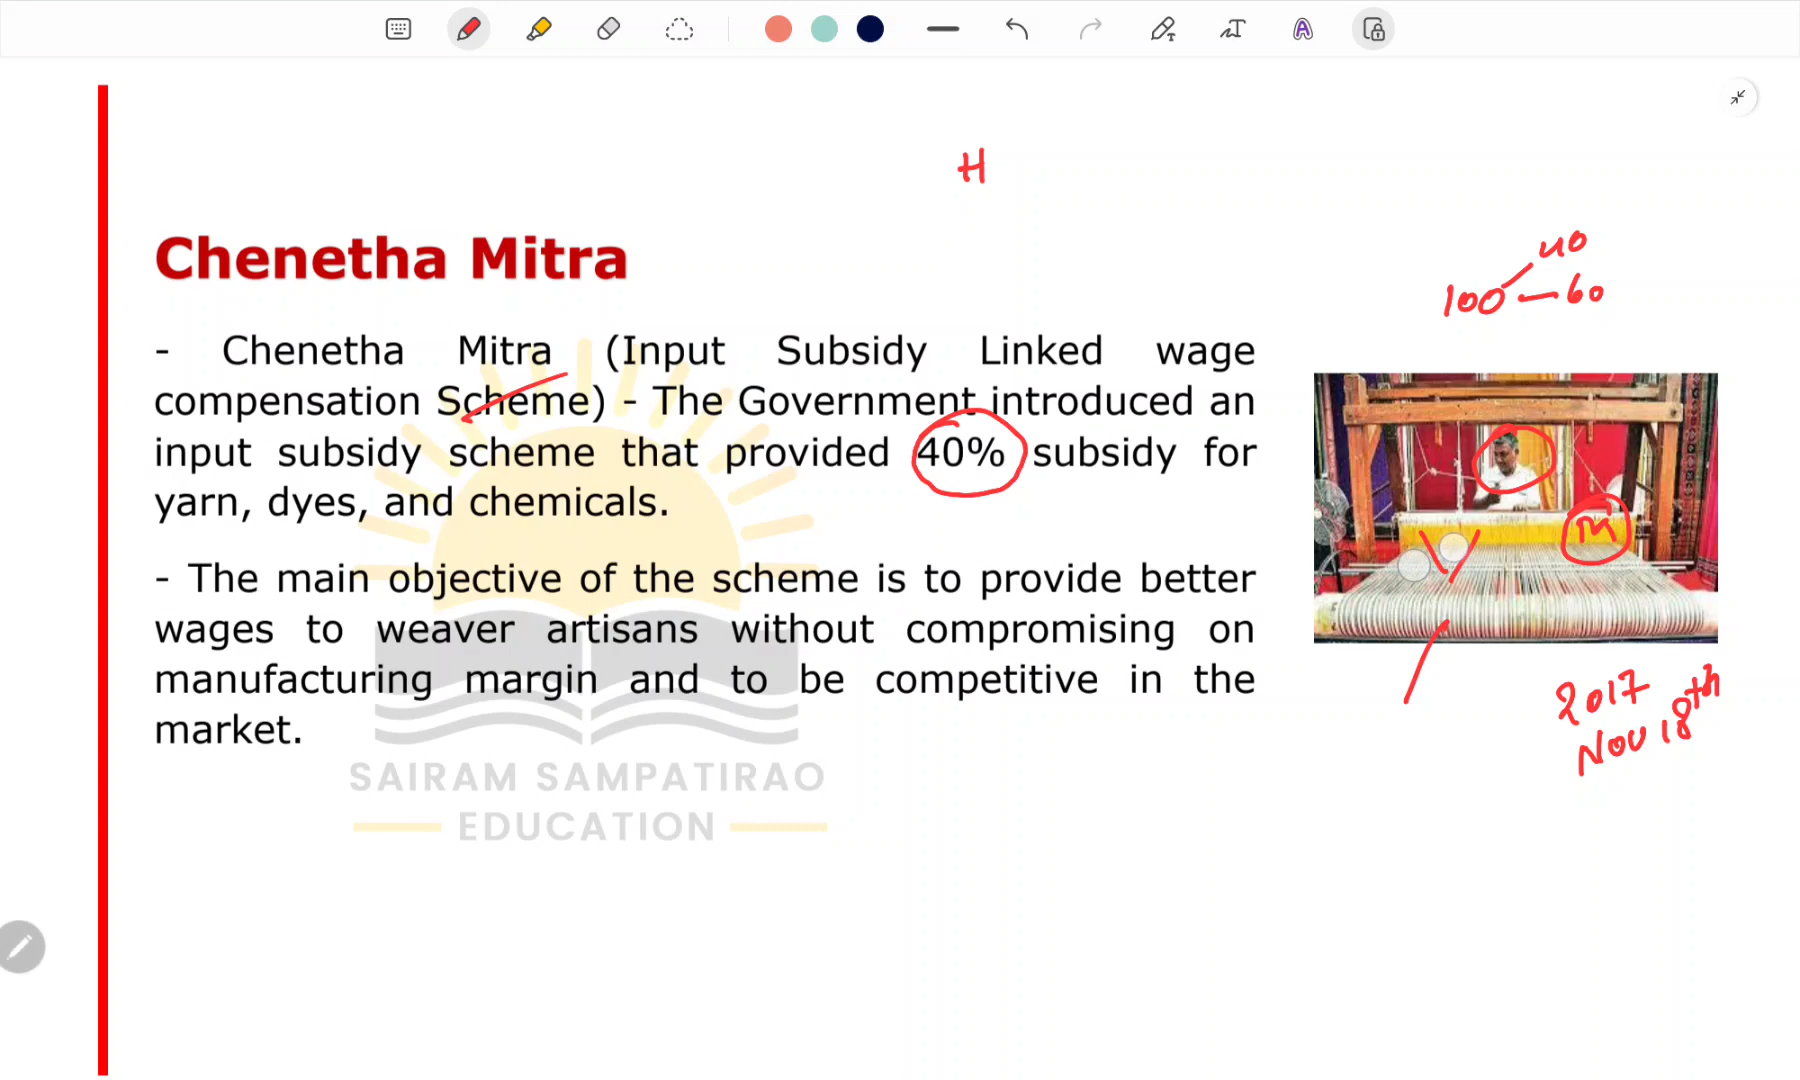 H
Chenetha Mitra
40
100 — 60
- Chenetha Mitra (Input Subsidy Linked wage
compensation Scheme) - The Government introduced an
input subsidy scheme that provided 40% subsidy for
yarn, dyes, and chemicals.
- The main objective of the scheme is to provide better
wages to weaver artisans without compromising on
manufacturing margin and to be competitive in the
market.
2017
Nov 18th
SAIRAM SAMPATIRAO
EDUCATION